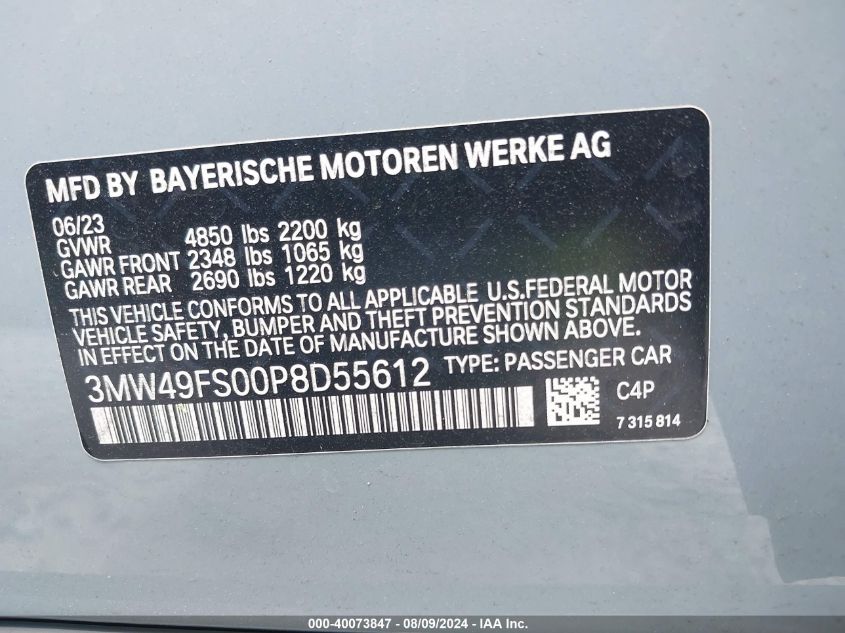 MFD BY BAYERISCHE MOTOREN WERKE AG
06/23
GVWR 4850 lbs 2200 kg
GAWR FRONT 2348 lbs 1065 kg
GAWR REAR 2690 lbs 1220 kg
THIS VEHICLE CONFORMS TO ALL APPLICABLE U.S.FEDERAL MOTOR
VEHICLE SAFETY, BUMPER AND THEFT PREVENTION STANDARDS
IN EFFECT ON THE DATE OF MANUFACTURE SHOWN ABOVE.
3MW49FS00P8D55612 TYPE: PASSENGER CAR
C4P
7 315 814
000-40073847 - 08/09/2024 - IAA Inc.